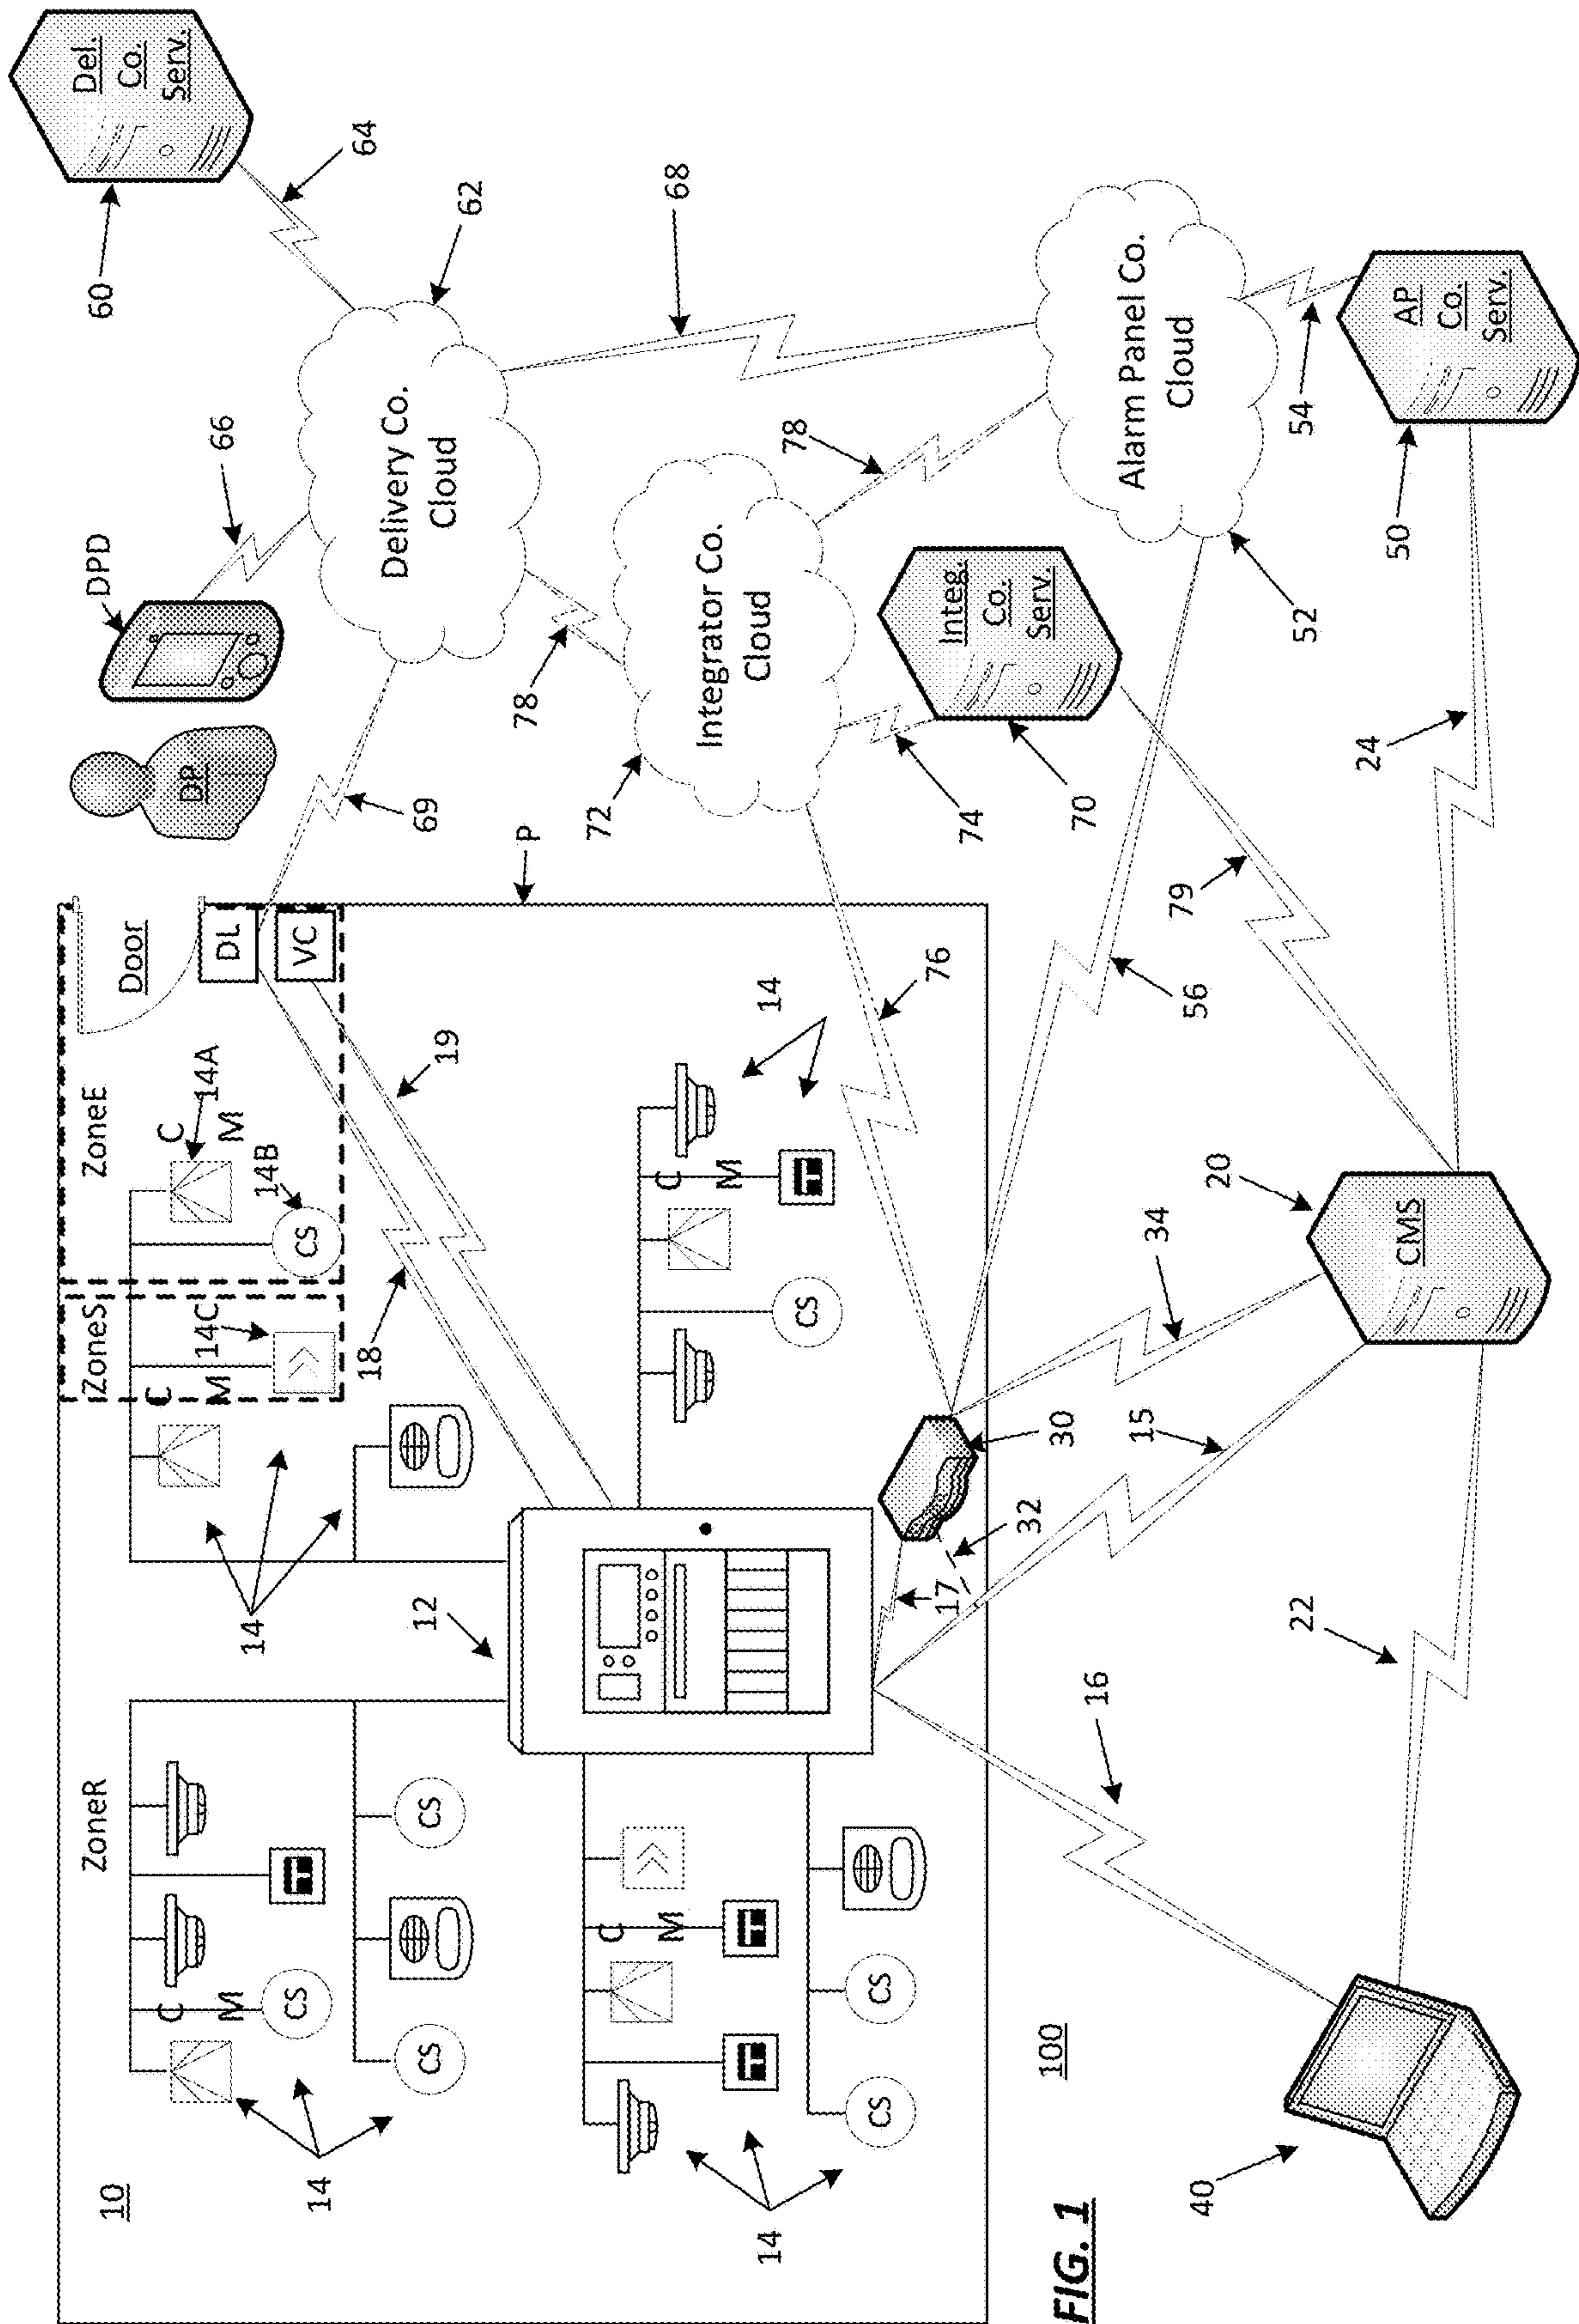 10
ZoneR
ZoneS
ZoneE
Door
DP
DPD
Del.
Co.
Serv.
60
64
66
C
M
CS
14
CS
CS
14
C
M
14C
C
M
14A
14B
CS
DL
VC
69
Delivery Co.
Cloud
62
12
18
19
P
78
68
C
M
CS
CS
14
C
M
CS
14
72
Integrator Co.
Cloud
78
74
76
Integ.
Co.
Serv.
70
17
32
30
Alarm Panel Co.
Cloud
52
56
54
100
16
15
34
79
24
20
CMS
50
AP
Co.
Serv.
22
40
FIG. 1